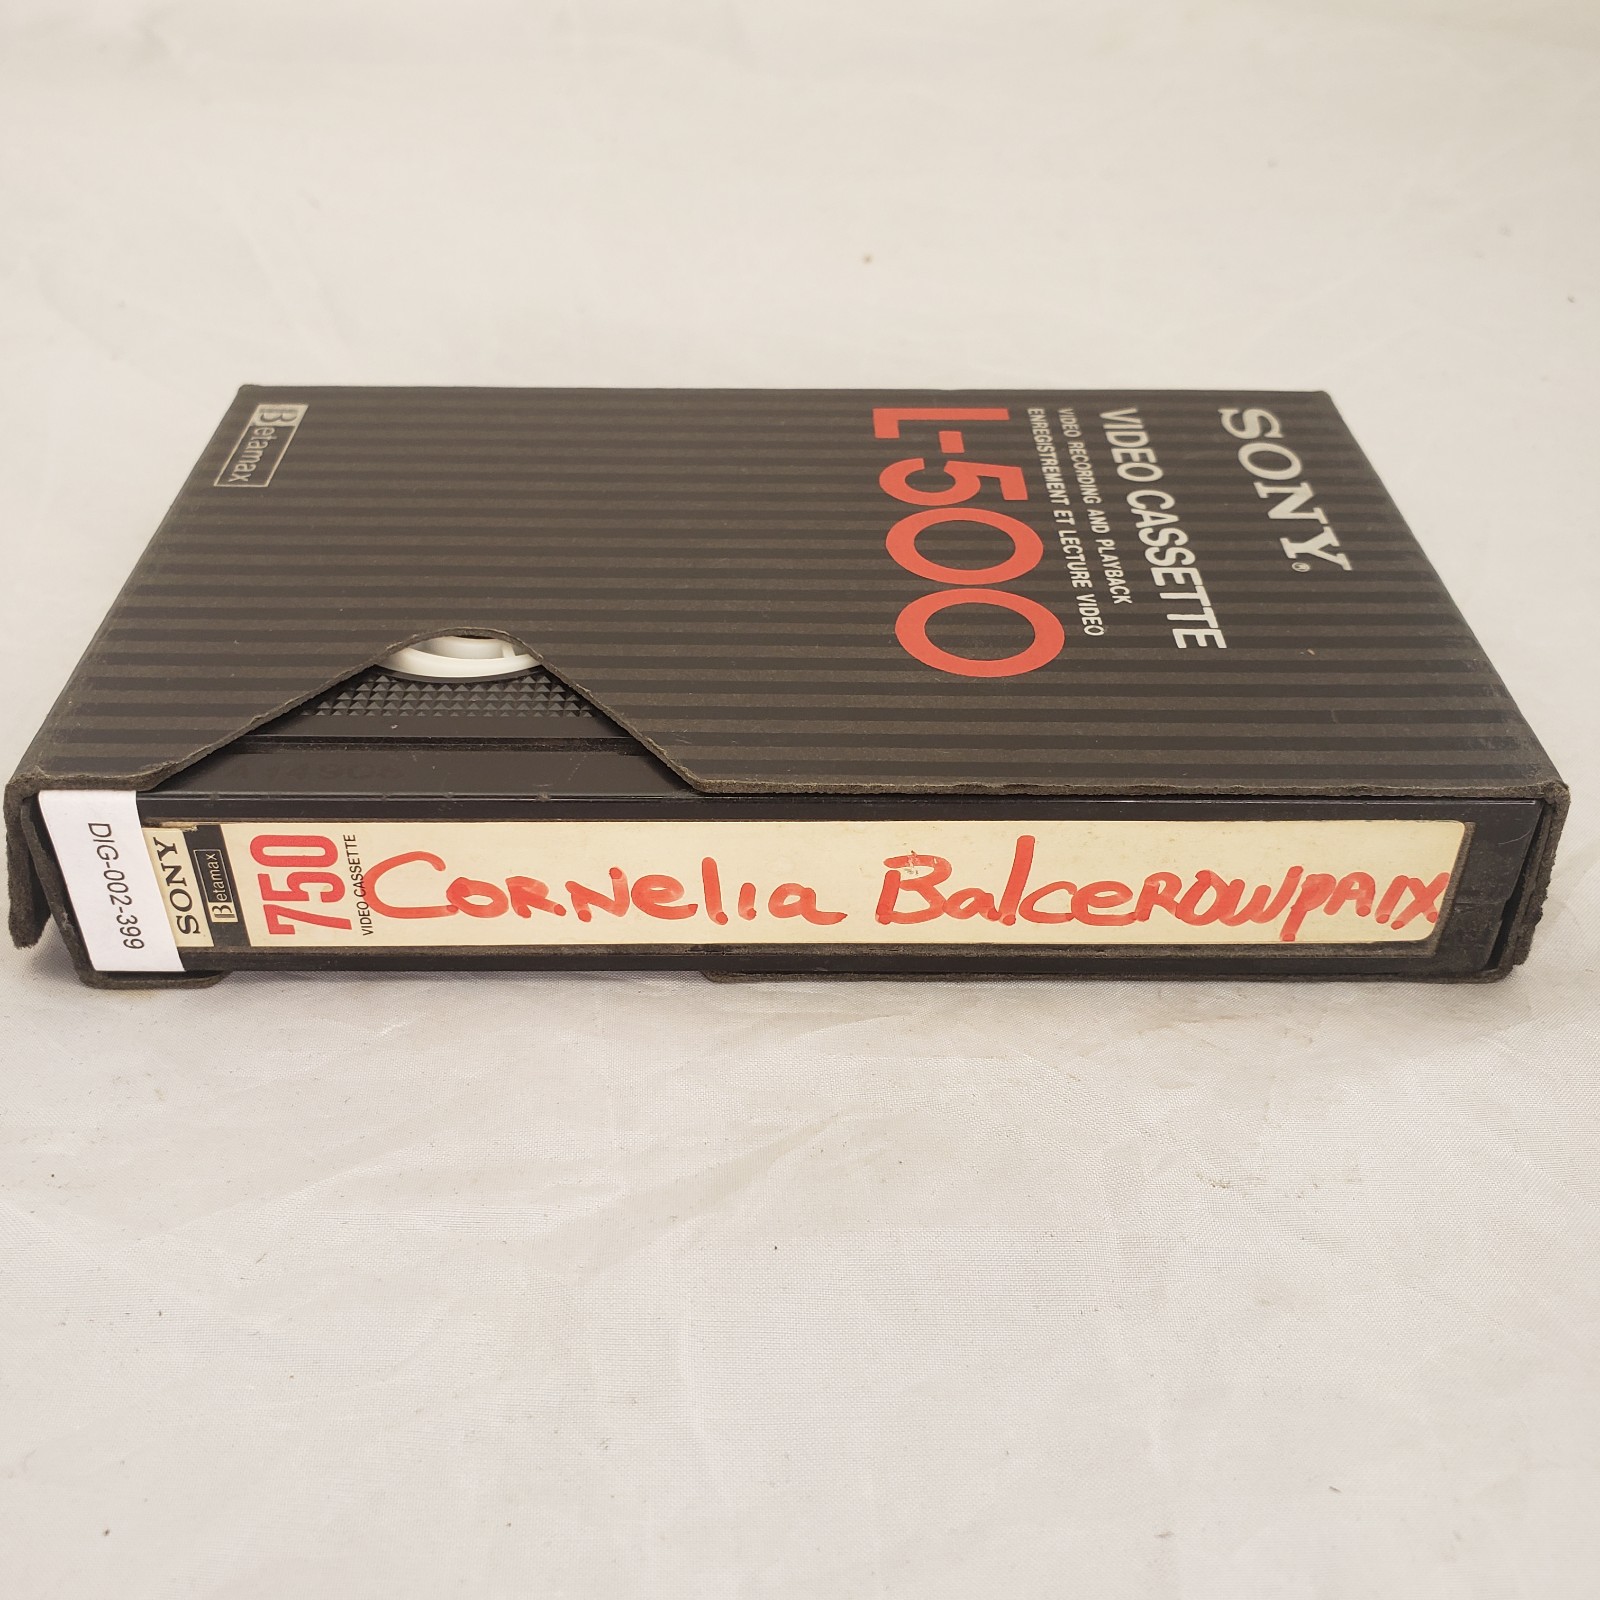 SONY®
VIDEO CASSETTE
VIDEO RECORDING AND PLAYBACK
ENREGISTREMENT ET LECTURE VIDEO
L-500
Betamax
DIG-002-399
SONY
Betamax
750
VIDEO CASSETTE
CORNelia BalceROWPAIX